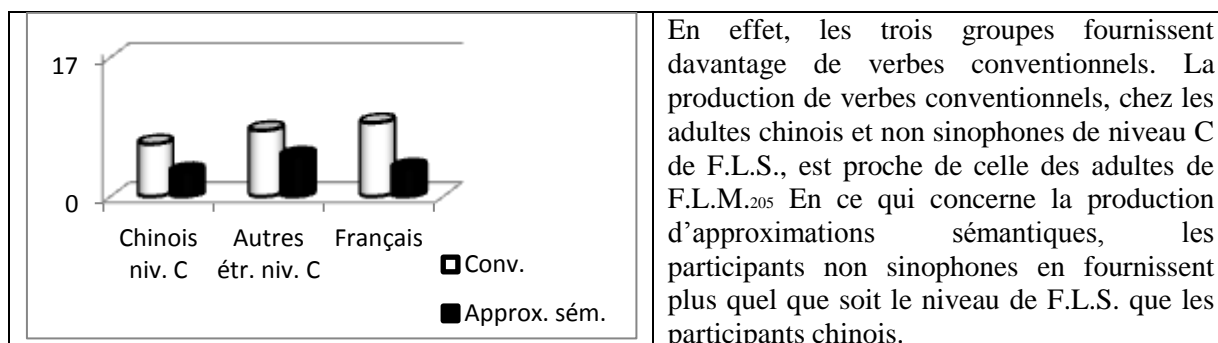 17
0
Chinois
niv. C
Autres
étr. niv. C
Français
Conv.
Approx. sém.
En effet, les trois groupes fournissent
davantage de verbes conventionnels. La
production de verbes conventionnels, chez les
adultes chinois et non sinophones de niveau C
de F.L.S., est proche de celle des adultes de
F.L.M.205 En ce qui concerne la production
d’approximations sémantiques, les
participants non sinophones en fournissent
plus quel que soit le niveau de F.L.S. que les
participants chinois.